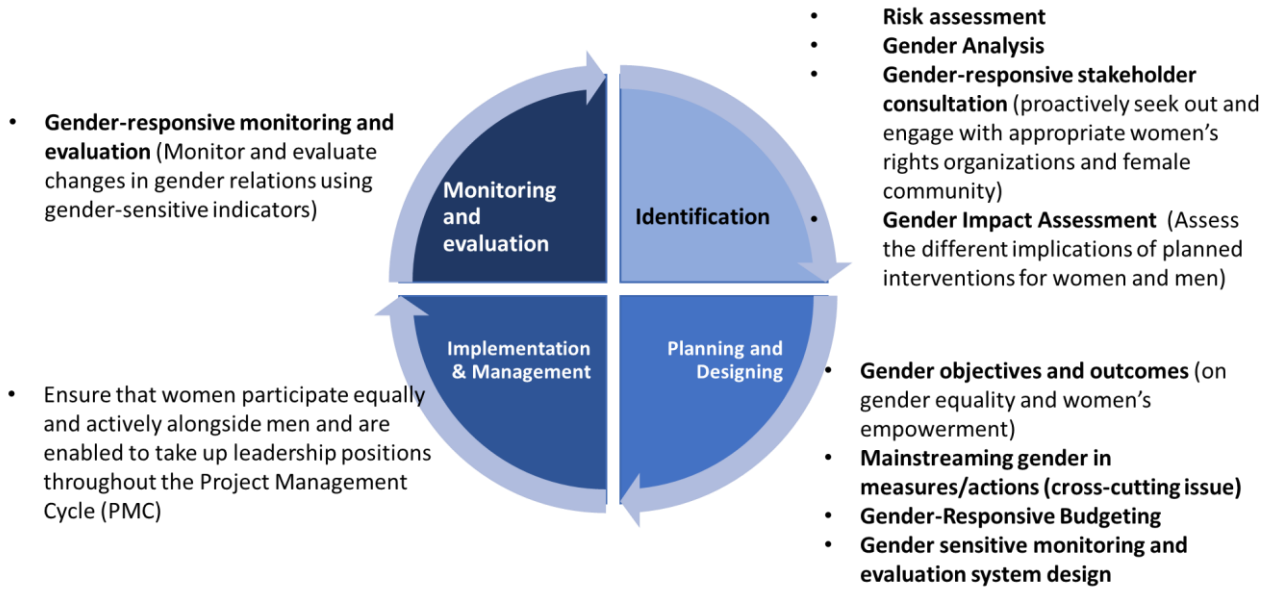 • Risk assessment
• Gender Analysis
• Gender-responsive stakeholder
consultation (proactively seek out and
engage with appropriate women's
rights organizations and female
community)
• Gender Impact Assessment (Assess
the different implications of planned
interventions for women and men)
• Gender-responsive monitoring and
evaluation (Monitor and evaluate
changes in gender relations using
gender-sensitive indicators)
Monitoring
and
evaluation
Identification
Implementation
& Management
Planning and
Designing
• Ensure that women participate equally
and actively alongside men and are
enabled to take up leadership positions
throughout the Project Management
Cycle (PMC)
• Gender objectives and outcomes (on
gender equality and women's
empowerment)
• Mainstreaming gender in
measures/actions (cross-cutting issue)
• Gender-Responsive Budgeting
• Gender sensitive monitoring and
evaluation system design